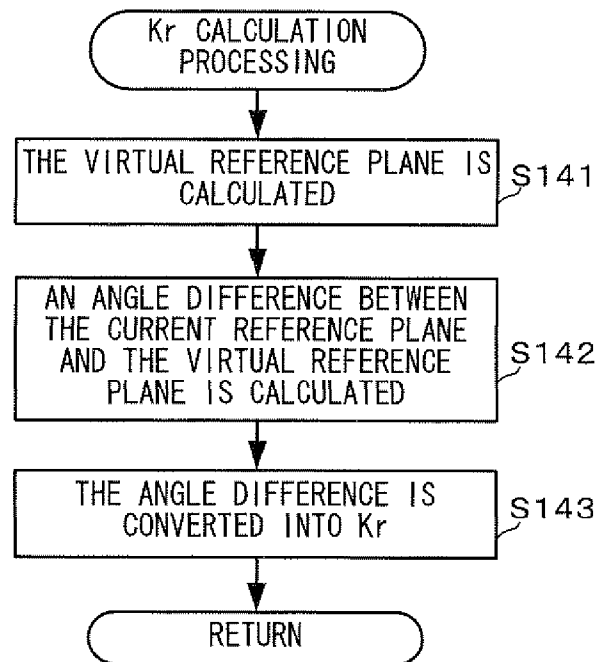 Kr CALCULATION
PROCESSING
THE VIRTUAL REFERENCE PLANE IS
CALCULATED
S141
AN ANGLE DIFFERENCE BETWEEN
THE CURRENT REFERENCE PLANE
AND THE VIRTUAL REFERENCE
PLANE IS CALCULATED
S142
THE ANGLE DIFFERENCE IS
CONVERTED INTO Kr
S143
RETURN